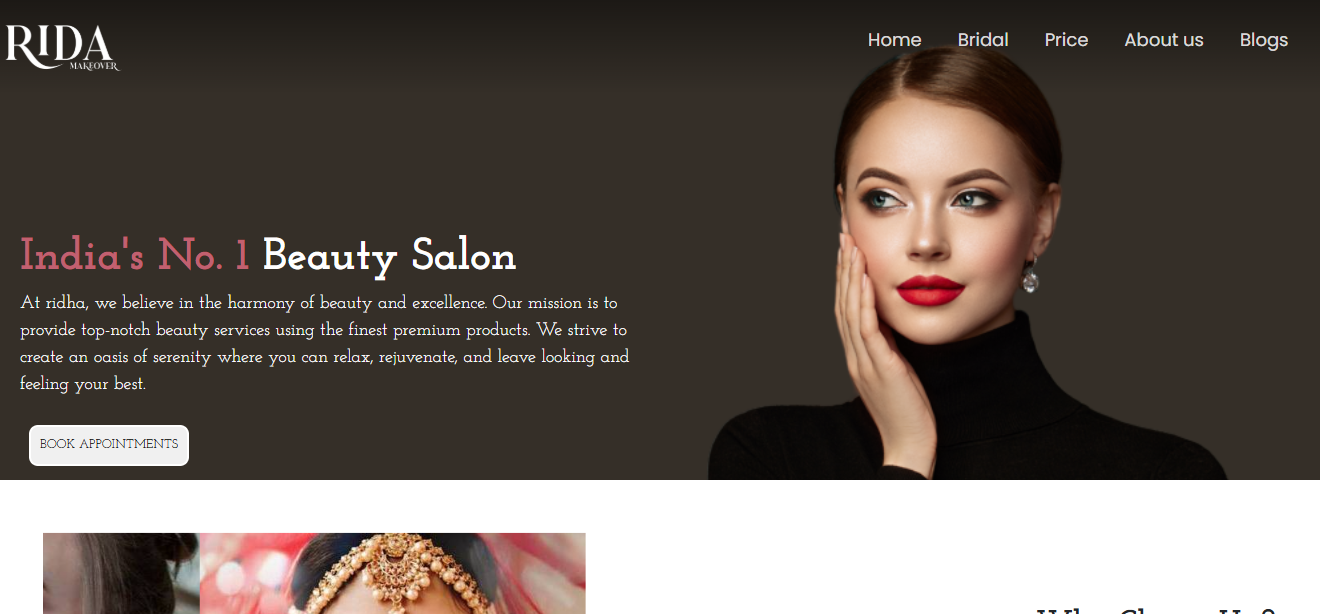 RIDA
MAKEOVER
Home Bridal Price About us Blogs
India's No. 1 Beauty Salon
At ridha, we believe in the harmony of beauty and excellence. Our mission is to
provide top-notch beauty services using the finest premium products. We strive to
create an oasis of serenity where you can relax, rejuvenate, and leave looking and
feeling your best.
BOOK APPOINTMENTS